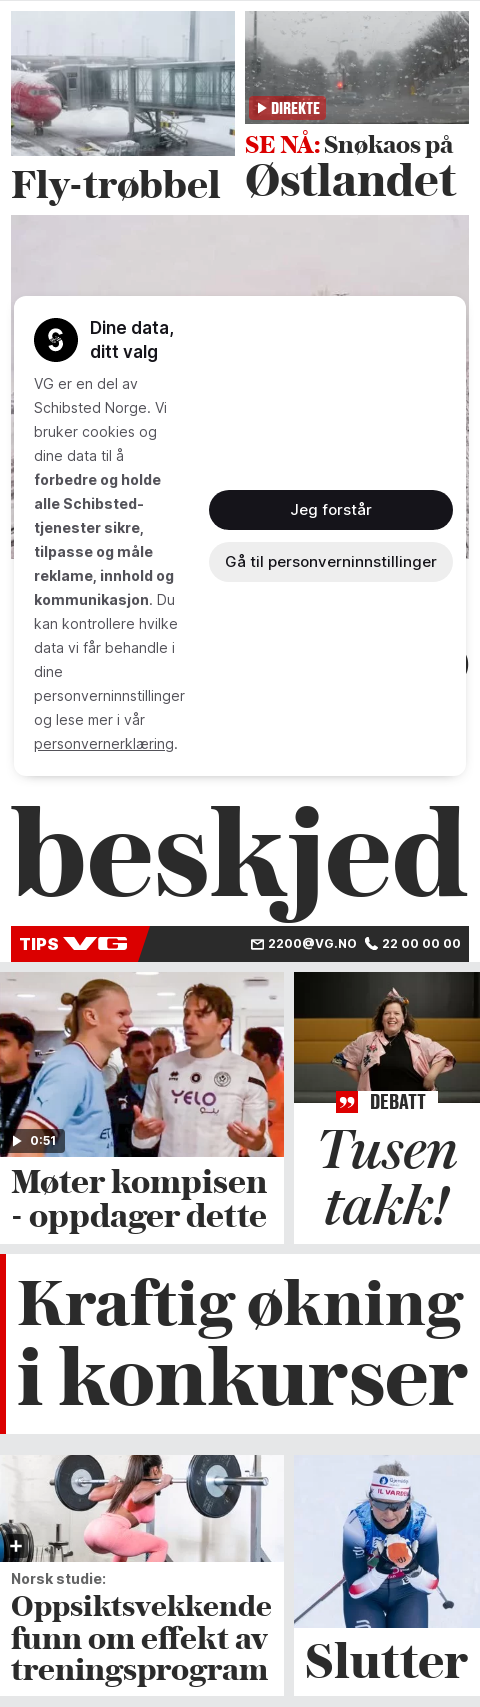 Fly-trøbbel
DIREKTE
SE NÅ: Snøkaos på
Østlandet
Dine data,
ditt valg
VG er en del av
Schibsted Norge. Vi
bruker cookies og
dine data til å
forbedre og holde
alle Schibsted-
tjenester sikre,
tilpasse og måle
reklame, innhold og
kommunikasjon. Du
kan kontrollere hvilke
data vi får behandle i
dine
personverninnstillinger
og lese mer i vår
personvernerklæring.
Jeg forstår
Gå til personverninnstillinger
beskjed
TIPS VG
2200@VG.NO 22 00 00 00
YELO
0:51
Møter kompisen
- oppdager dette
DEBATT
Tusen
takk!
Kraftig økning
i konkurser
Norsk studie:
Oppsiktsvekkende
funn om effekt av
treningsprogram
Gjensidig
IL VARDEN
Slutter